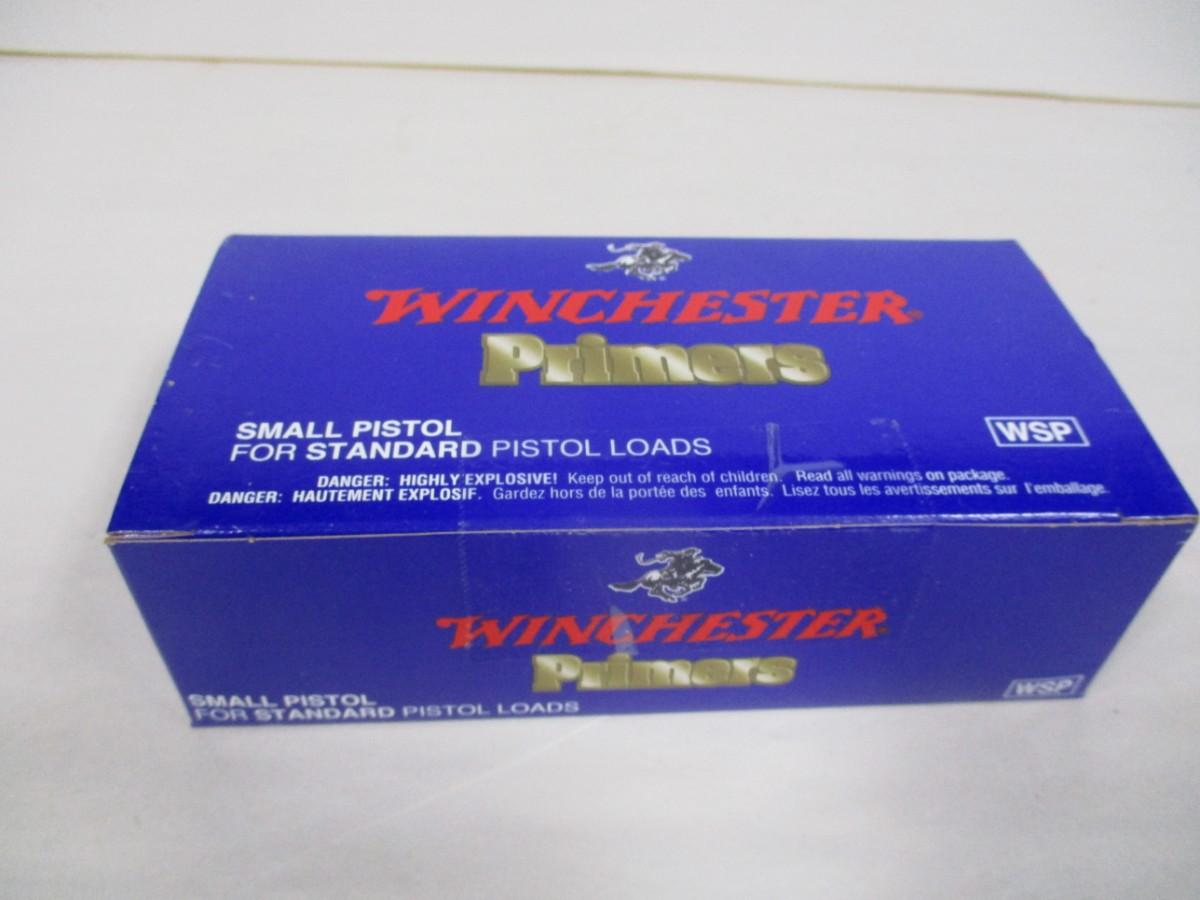 WINCHESTER®
Primers
SMALL PISTOL
FOR STANDARD PISTOL LOADS
WSP
DANGER: HIGHLY EXPLOSIVE! Keep out of reach of children. Read all warnings on package.
DANGER: HAUTEMENT EXPLOSIF. Gardez hors de la portée des enfants. Lisez tous les avertissements sur l'emballage.
WINCHESTER®
Primers
SMALL PISTOL
FOR STANDARD PISTOL LOADS
WSP